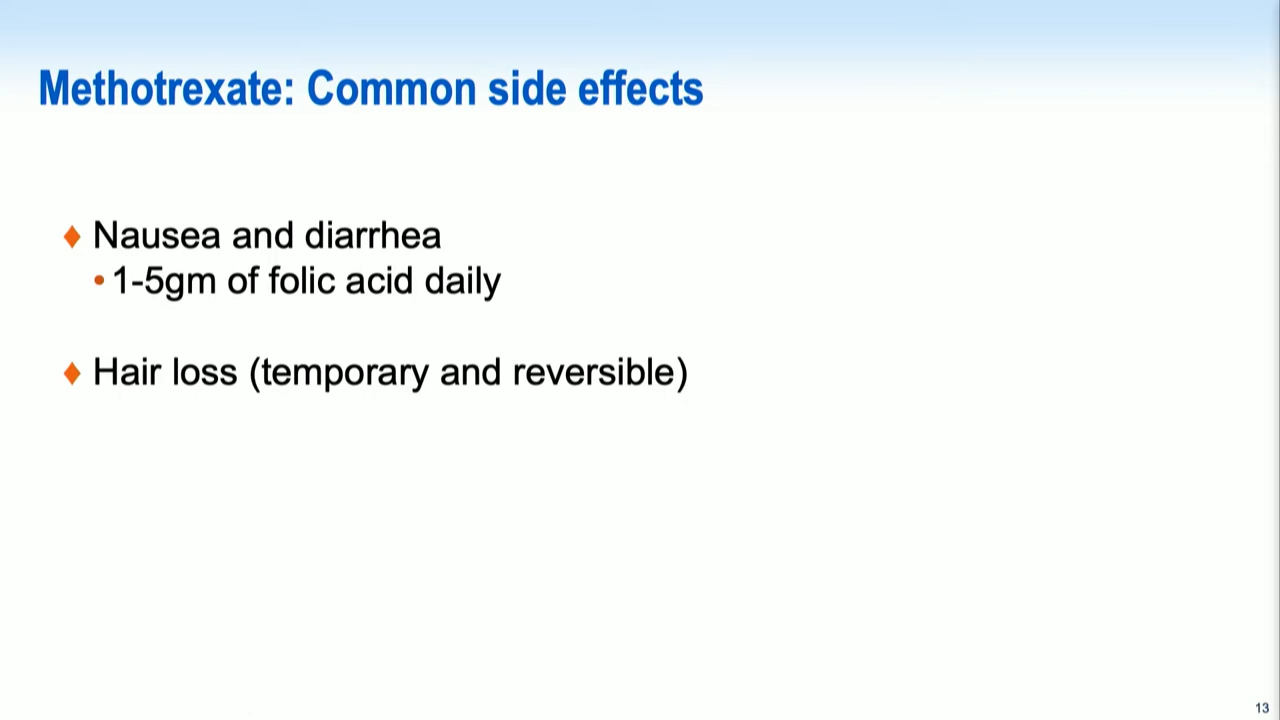 Methotrexate: Common side effects
♦ Nausea and diarrhea
• 1-5gm of folic acid daily
♦ Hair loss (temporary and reversible)
13